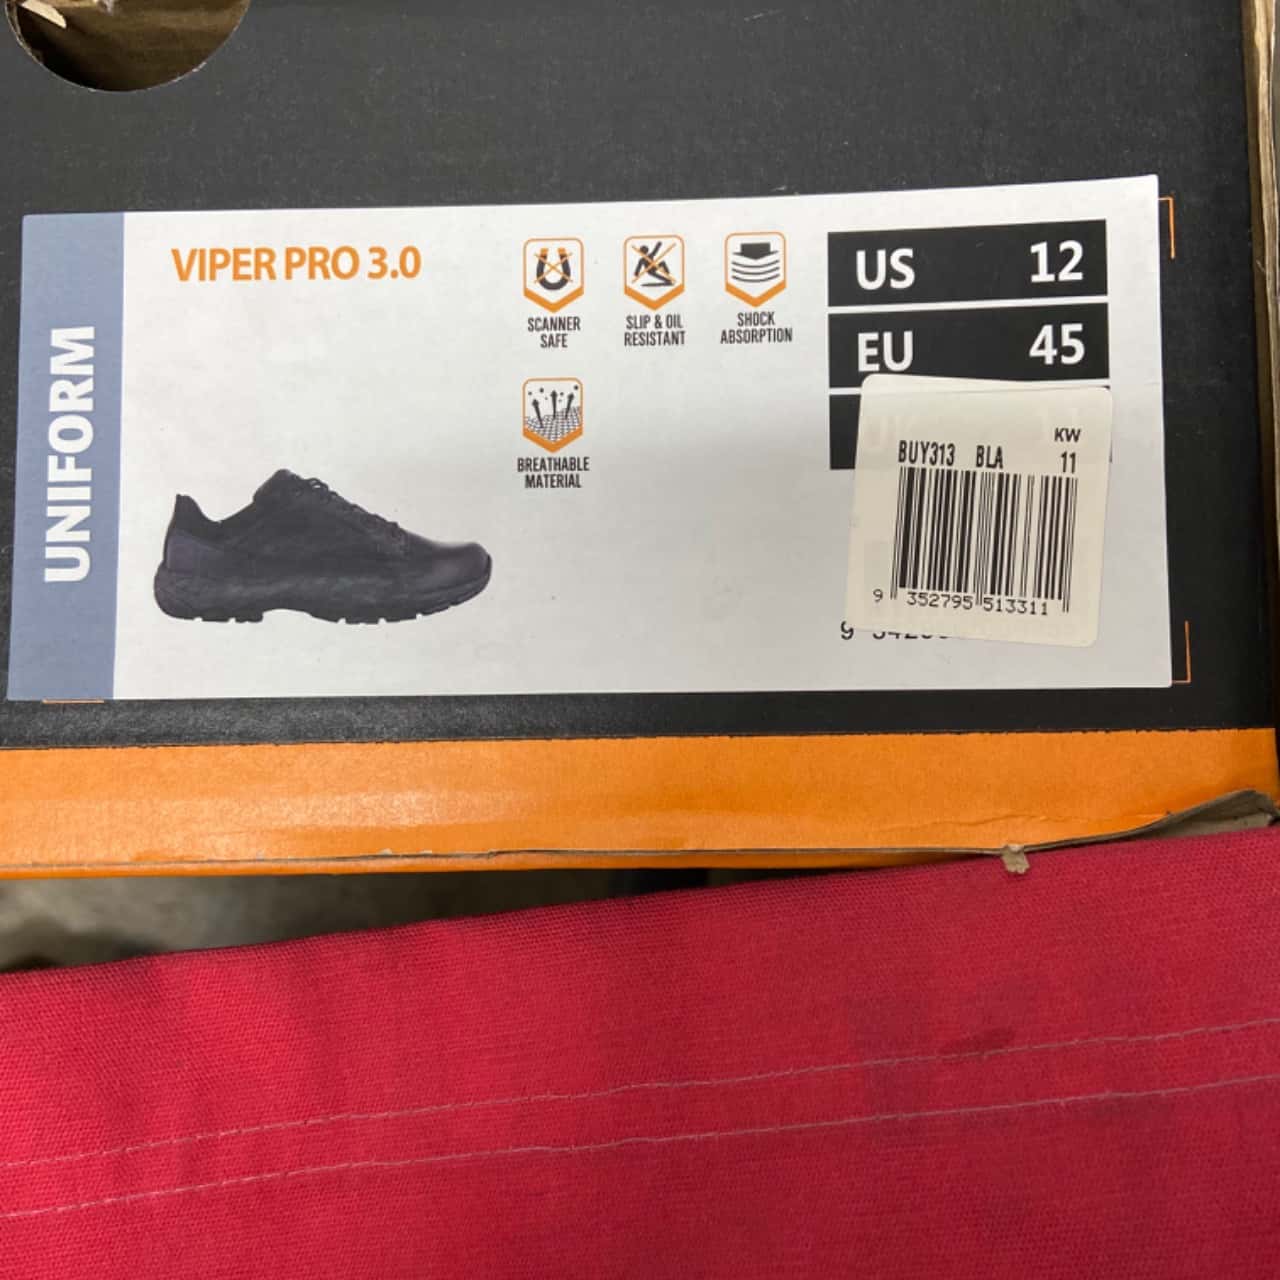 UNIFORM
VIPER PRO 3.0
SCANNER
SAFE
SLIP & OIL
RESISTANT
SHOCK
ABSORPTION
BREATHABLE
MATERIAL
US 12
EU 45
KW
BUY313 BLA 11
9 352795 513311